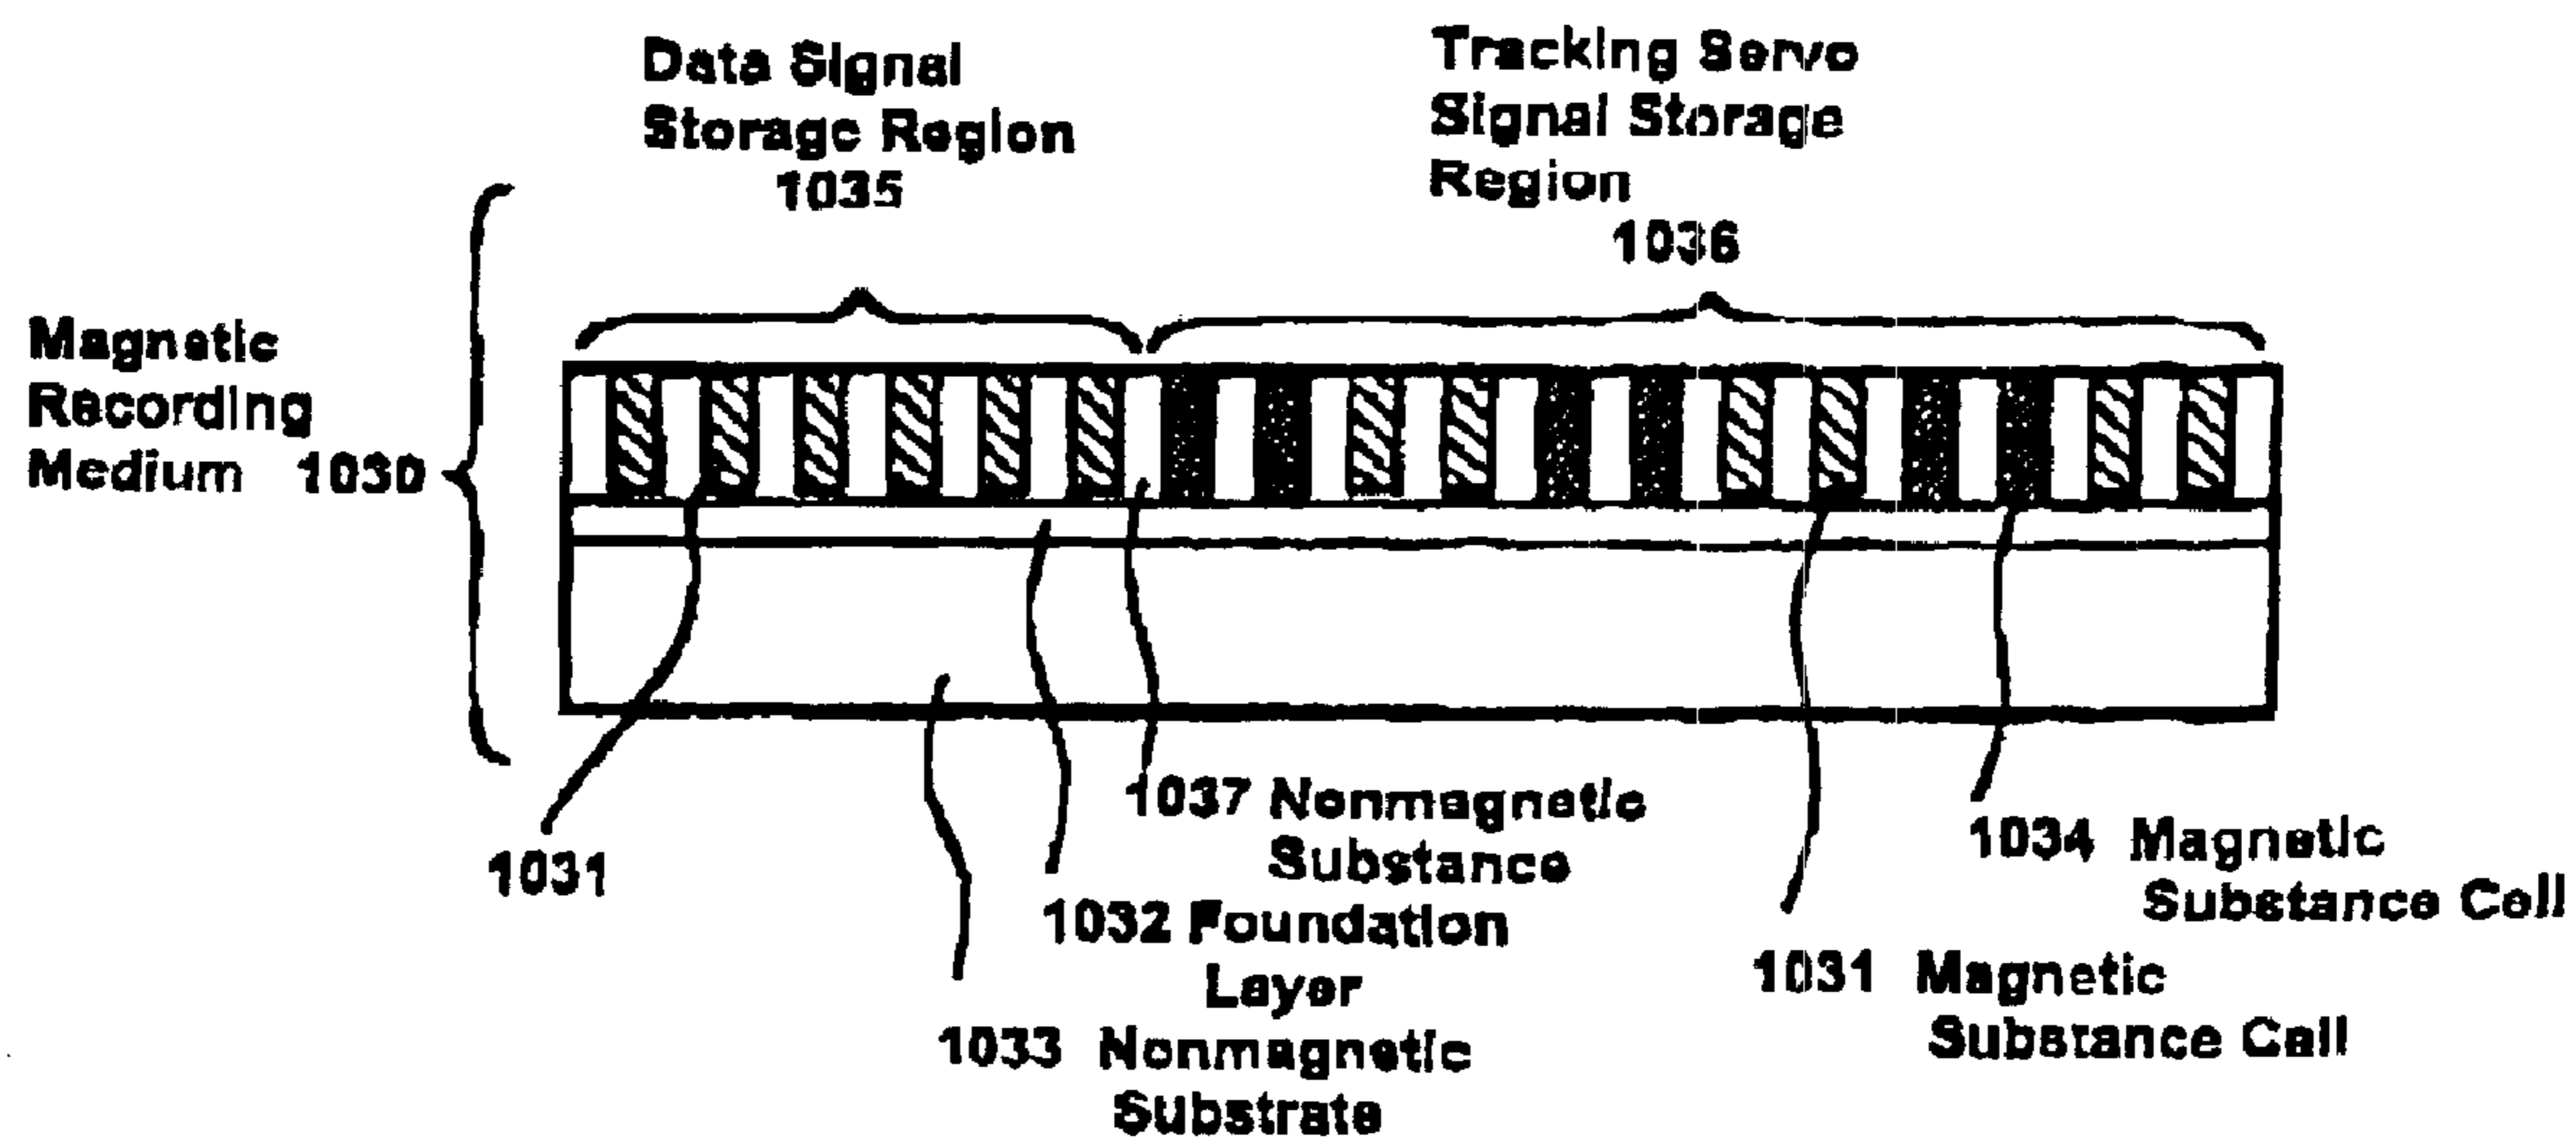 Data Signal
Storage Region
1035
Tracking Servo
Signal Storage
Region
1036
Magnetic
Recording
Medium 1030
1031
1037 Nonmagnetic
Substance
1032 Foundation
Layer
1033 Nonmagnetic
Substrate
1034 Magnetic
Substance Cell
1031 Magnetic
Substance Cell